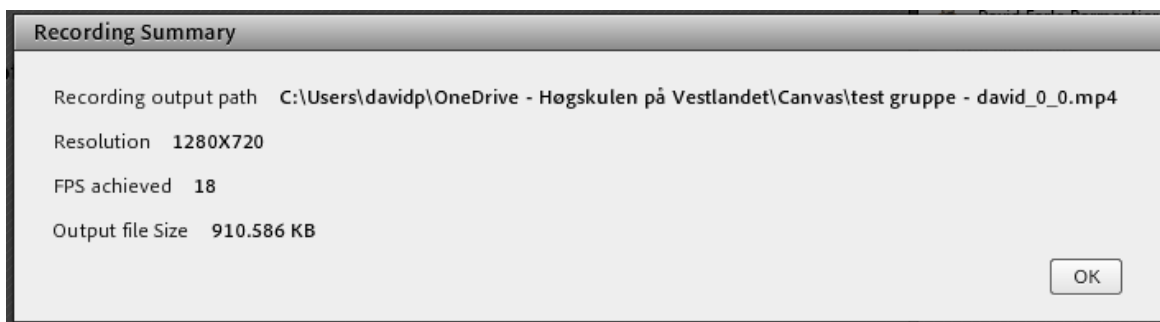 Recording Summary
Recording output path C:\Users\davidp\OneDrive - Høgskulen på Vestlandet\Canvas\test gruppe - david_0_0.mp4
Resolution 1280X720
FPS achieved 18
Output file Size 910.586 KB
OK